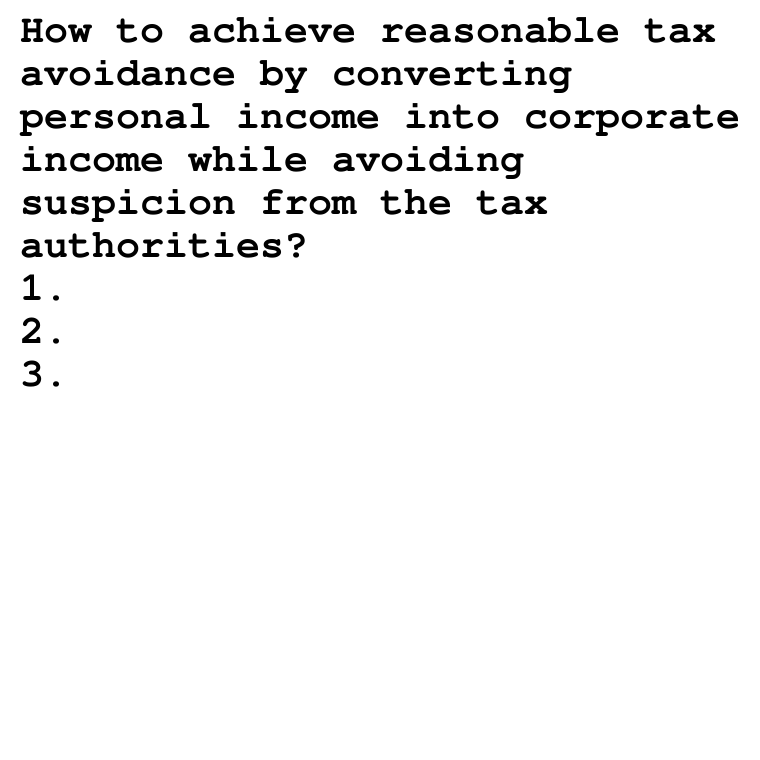 How to achieve reasonable tax
avoidance by converting
personal income into corporate
income while avoiding
suspicion from the tax
authorities?
1.
2.
3.